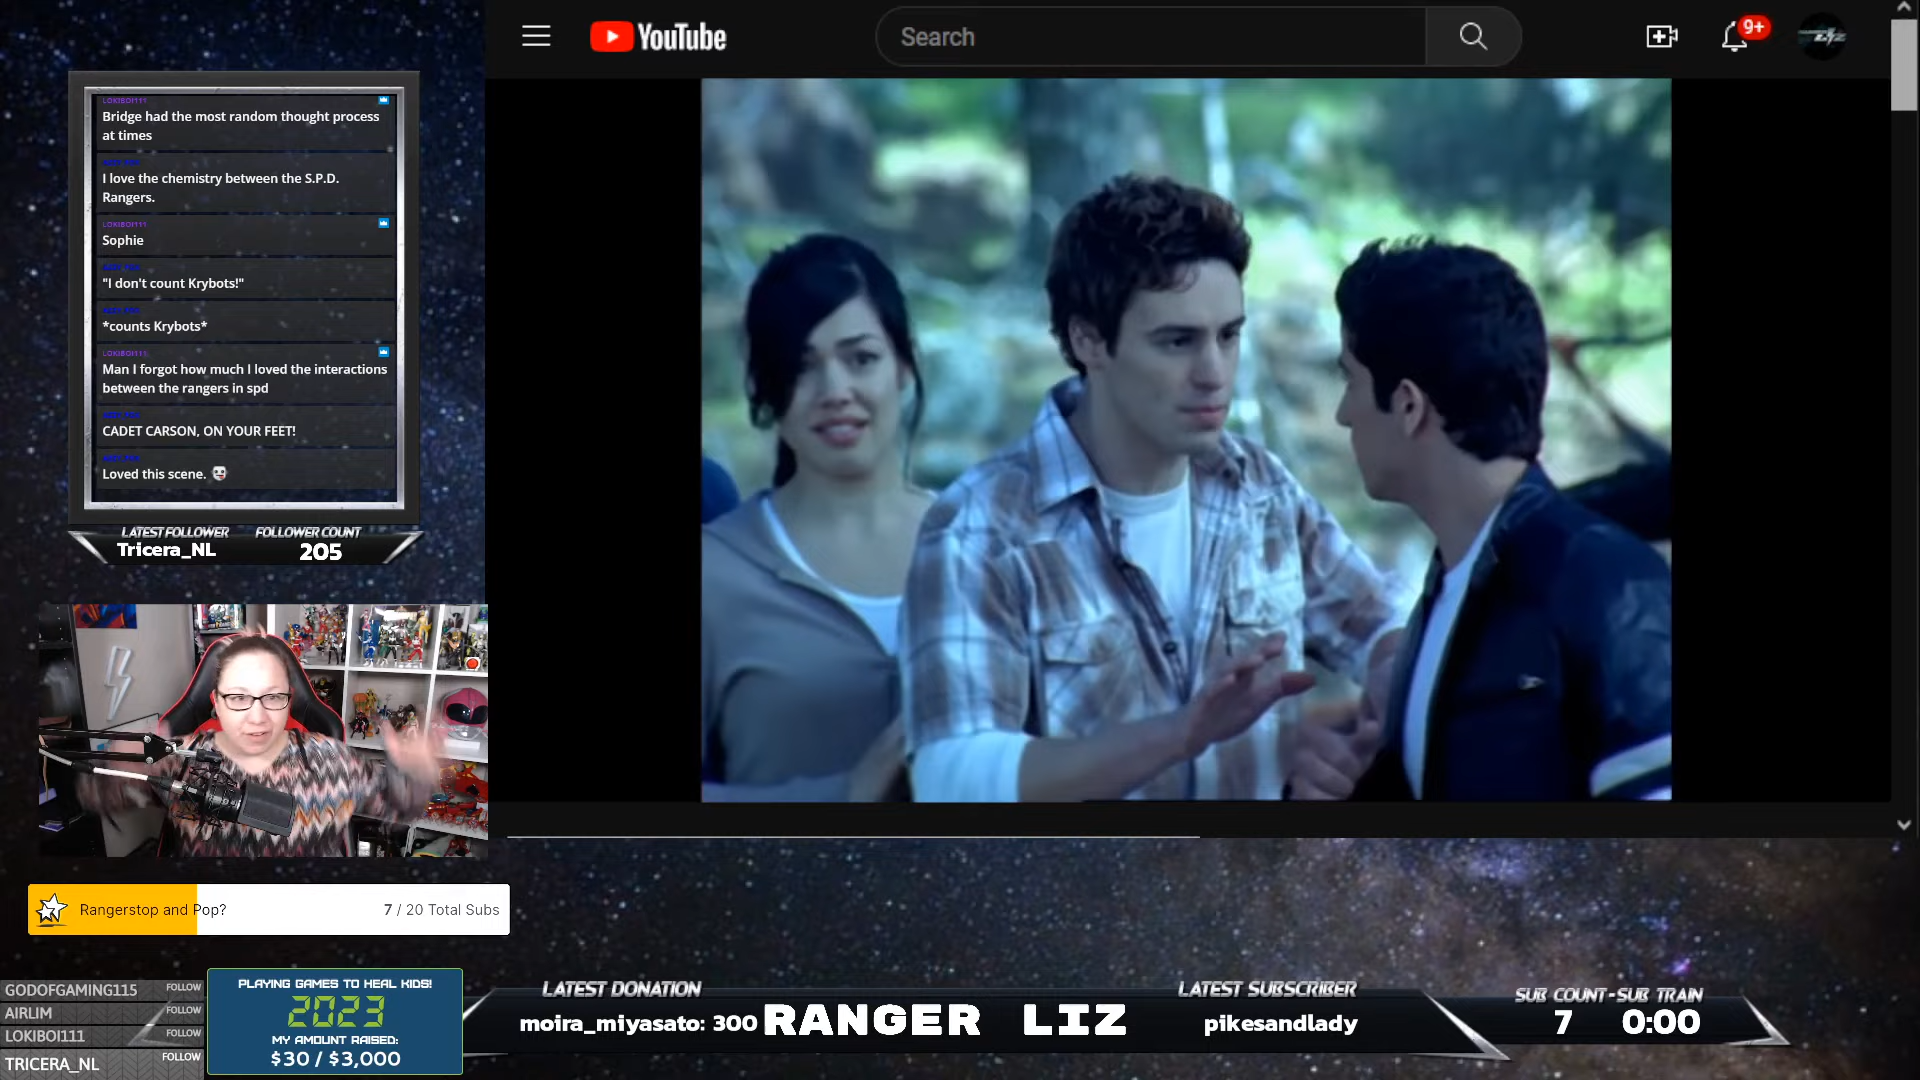 YouTube
Search
9+
LOKIBOI111
Bridge had the most random thought process
at times
I love the chemistry between the S.P.D.
Rangers.
LOKIBOI111
Sophie
"I don't count Krybots!"
*counts Krybots*
LOKIBOI111
Man I forgot how much I loved the interactions
between the rangers in spd
CADET CARSON, ON YOUR FEET!
Loved this scene.
LATEST FOLLOWER
Tricera_NL
FOLLOWER COUNT
205
Rangerstop and Pop?
7 / 20 Total Subs
GODOFGAMING115 FOLLOW
AIRLIM FOLLOW
LOKIBOI111 FOLLOW
TRICERA_NL FOLLOW
PLAYING GAMES TO HEAL KIDS!
2023
MY AMOUNT RAISED:
$30 / $3,000
LATEST DONATION
moira_miyasato: 300
RANGER LIZ
LATEST SUBSCRIBER
pikesandlady
SUB COUNT - SUB TRAIN
7 0:00